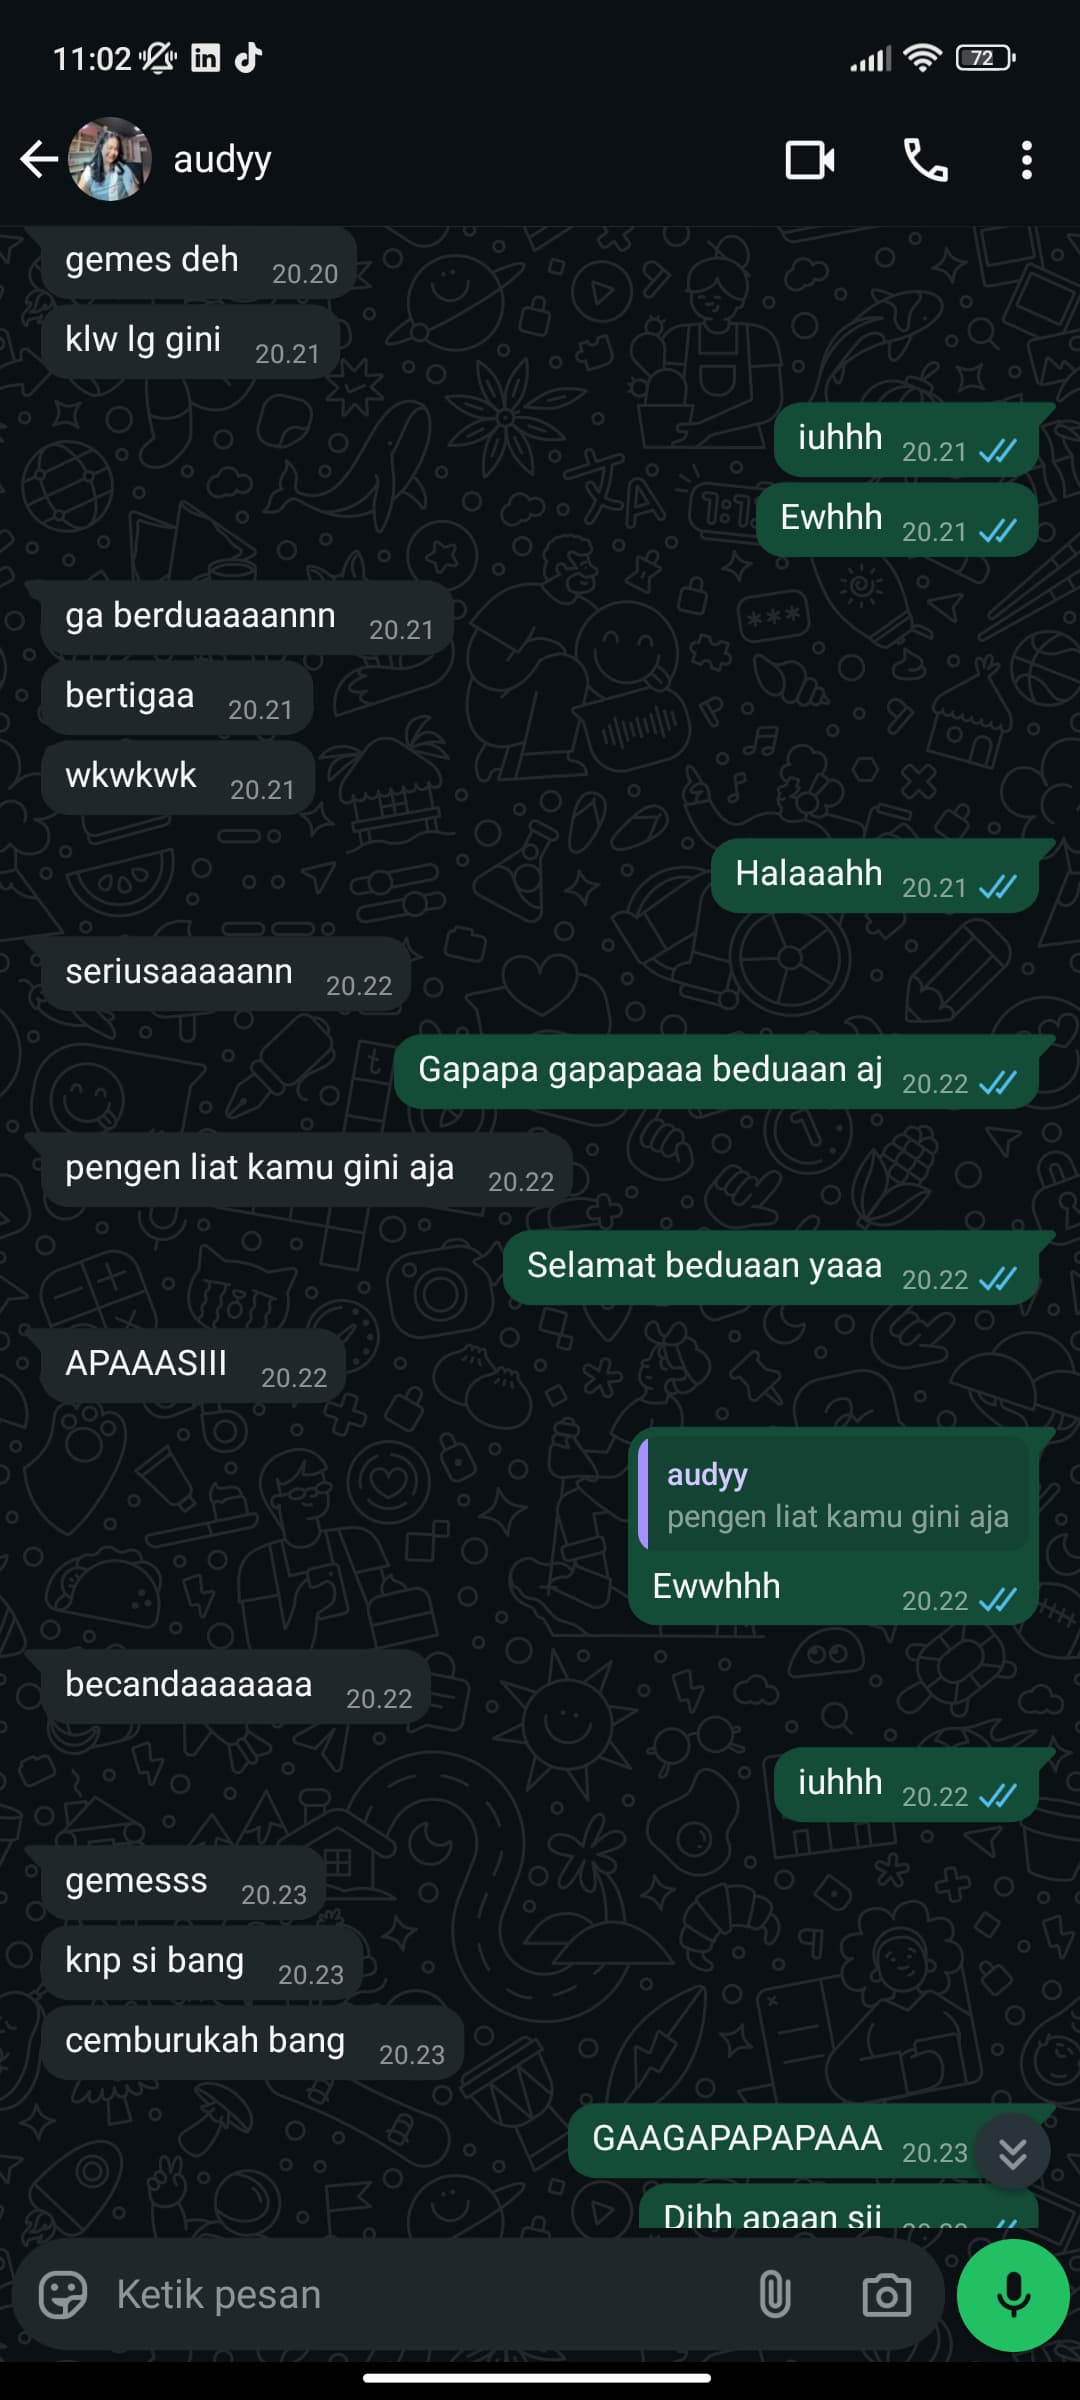 11:02
72
audyy
gemes deh 20.20
klw lg gini 20.21
iuhhh 20.21
Ewhhh 20.21
ga berduaaaannn 20.21
bertigaa 20.21
wkwkwk 20.21
Halaaahh 20.21
seriusaaaaann 20.22
Gapapa gapapaaa beduaan aj 20.22
pengen liat kamu gini aja 20.22
Selamat beduaan yaaa 20.22
APAAASIII 20.22
audyy
pengen liat kamu gini aja
Ewwhhh 20.22
becandaaaaaaa 20.22
iuhhh 20.22
gemesss 20.23
knp si bang 20.23
cemburukah bang 20.23
GAAGAPAPAPAAA 20.23
Dihh apaan sii
Ketik pesan